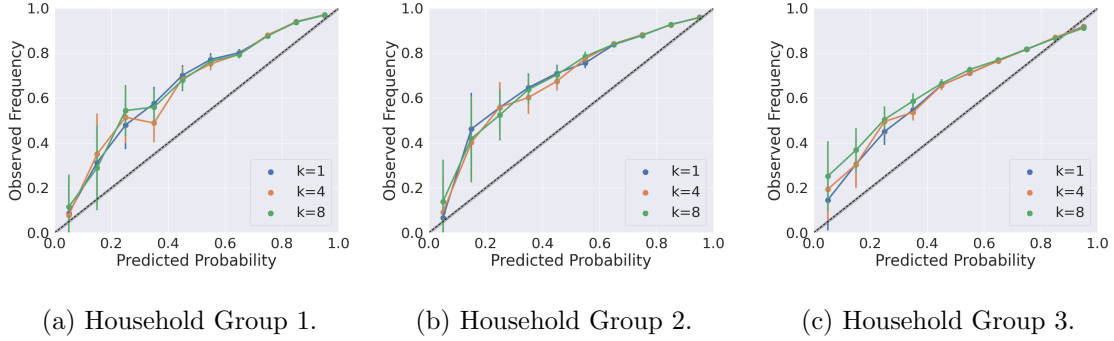 1.0
0.8
0.6
0.4
0.2
0.0
Observed Frequency
k=1
k=4
k=8
0.0 0.2 0.4 0.6 0.8 1.0
Predicted Probability
(a) Household Group 1.
1.0
0.8
0.6
0.4
0.2
0.0
Observed Frequency
k=1
k=4
k=8
0.0 0.2 0.4 0.6 0.8 1.0
Predicted Probability
(b) Household Group 2.
1.0
0.8
0.6
0.4
0.2
0.0
Observed Frequency
k=1
k=4
k=8
0.0 0.2 0.4 0.6 0.8 1.0
Predicted Probability
(c) Household Group 3.